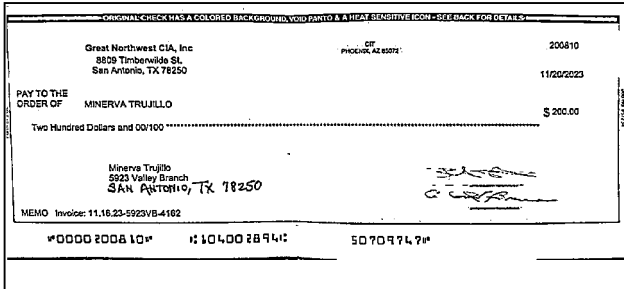 ORIGINAL CHECK HAS A COLORED BACKGROUND, VOID PANTO & A HEAT SENSITIVE ICON - SEE BACK FOR DETAILS
Great Northwest CIA, Inc
8809 Timberwilde St.
San Antonio, TX 78250
CIT
PHOENIX, AZ 85072
200810
11/20/2023
PAY TO THE
ORDER OF MINERVA TRUJILLO
$ 200.00
Two Hundred Dollars and 00/100
Minerva Trujillo
5923 Valley Branch
SAN ANTONIO, TX 78250
MEMO Invoice: 11.16.23-5923VB-4162
⑈0000200810⑈ ⑆104002894⑆ 50709747⑈